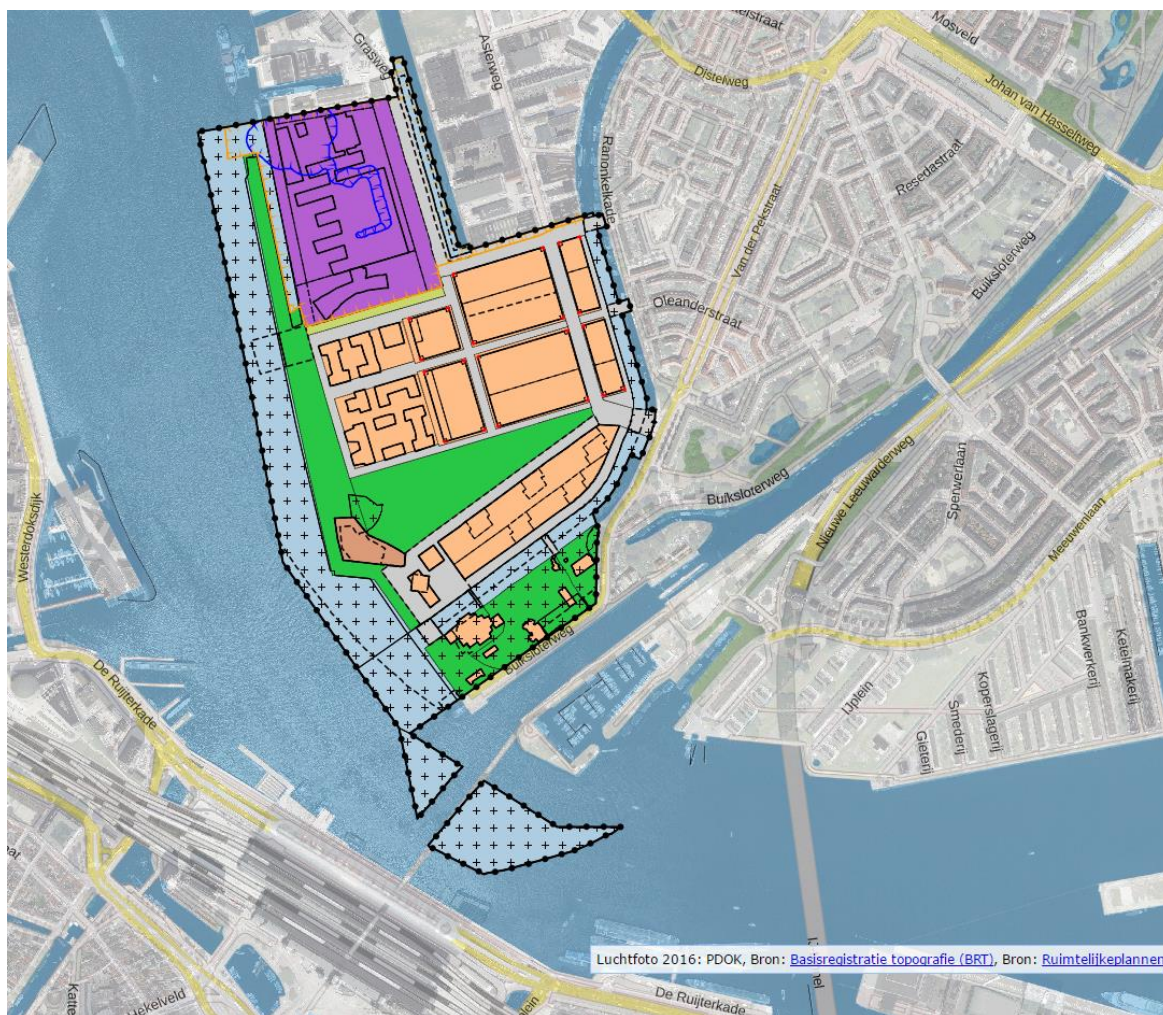 Mosveld
Grasweg
Asterweg
Distelweg
Johan van Hasseltweg
Ranonkelkade
Resedastraat
Van der Pekstraat
Buiksloterweg
Oleanderstraat
Westerdoksdijk
Buiksloterweg
Nieuwe Leeuwarderweg
Sperwerlaan
Meeuwenlaan
Buiksloterweg
De Ruijterkade
IJplein
Bankwerkerij
Ketelmakerij
Koperslagerij
Smederij
Gieterij
Luchtfoto 2016: PDOK, Bron: Basisregistratie topografie (BRT), Bron: Ruimtelijkeplannen
De Ruijterkade
Hekelveld
plein
Katte